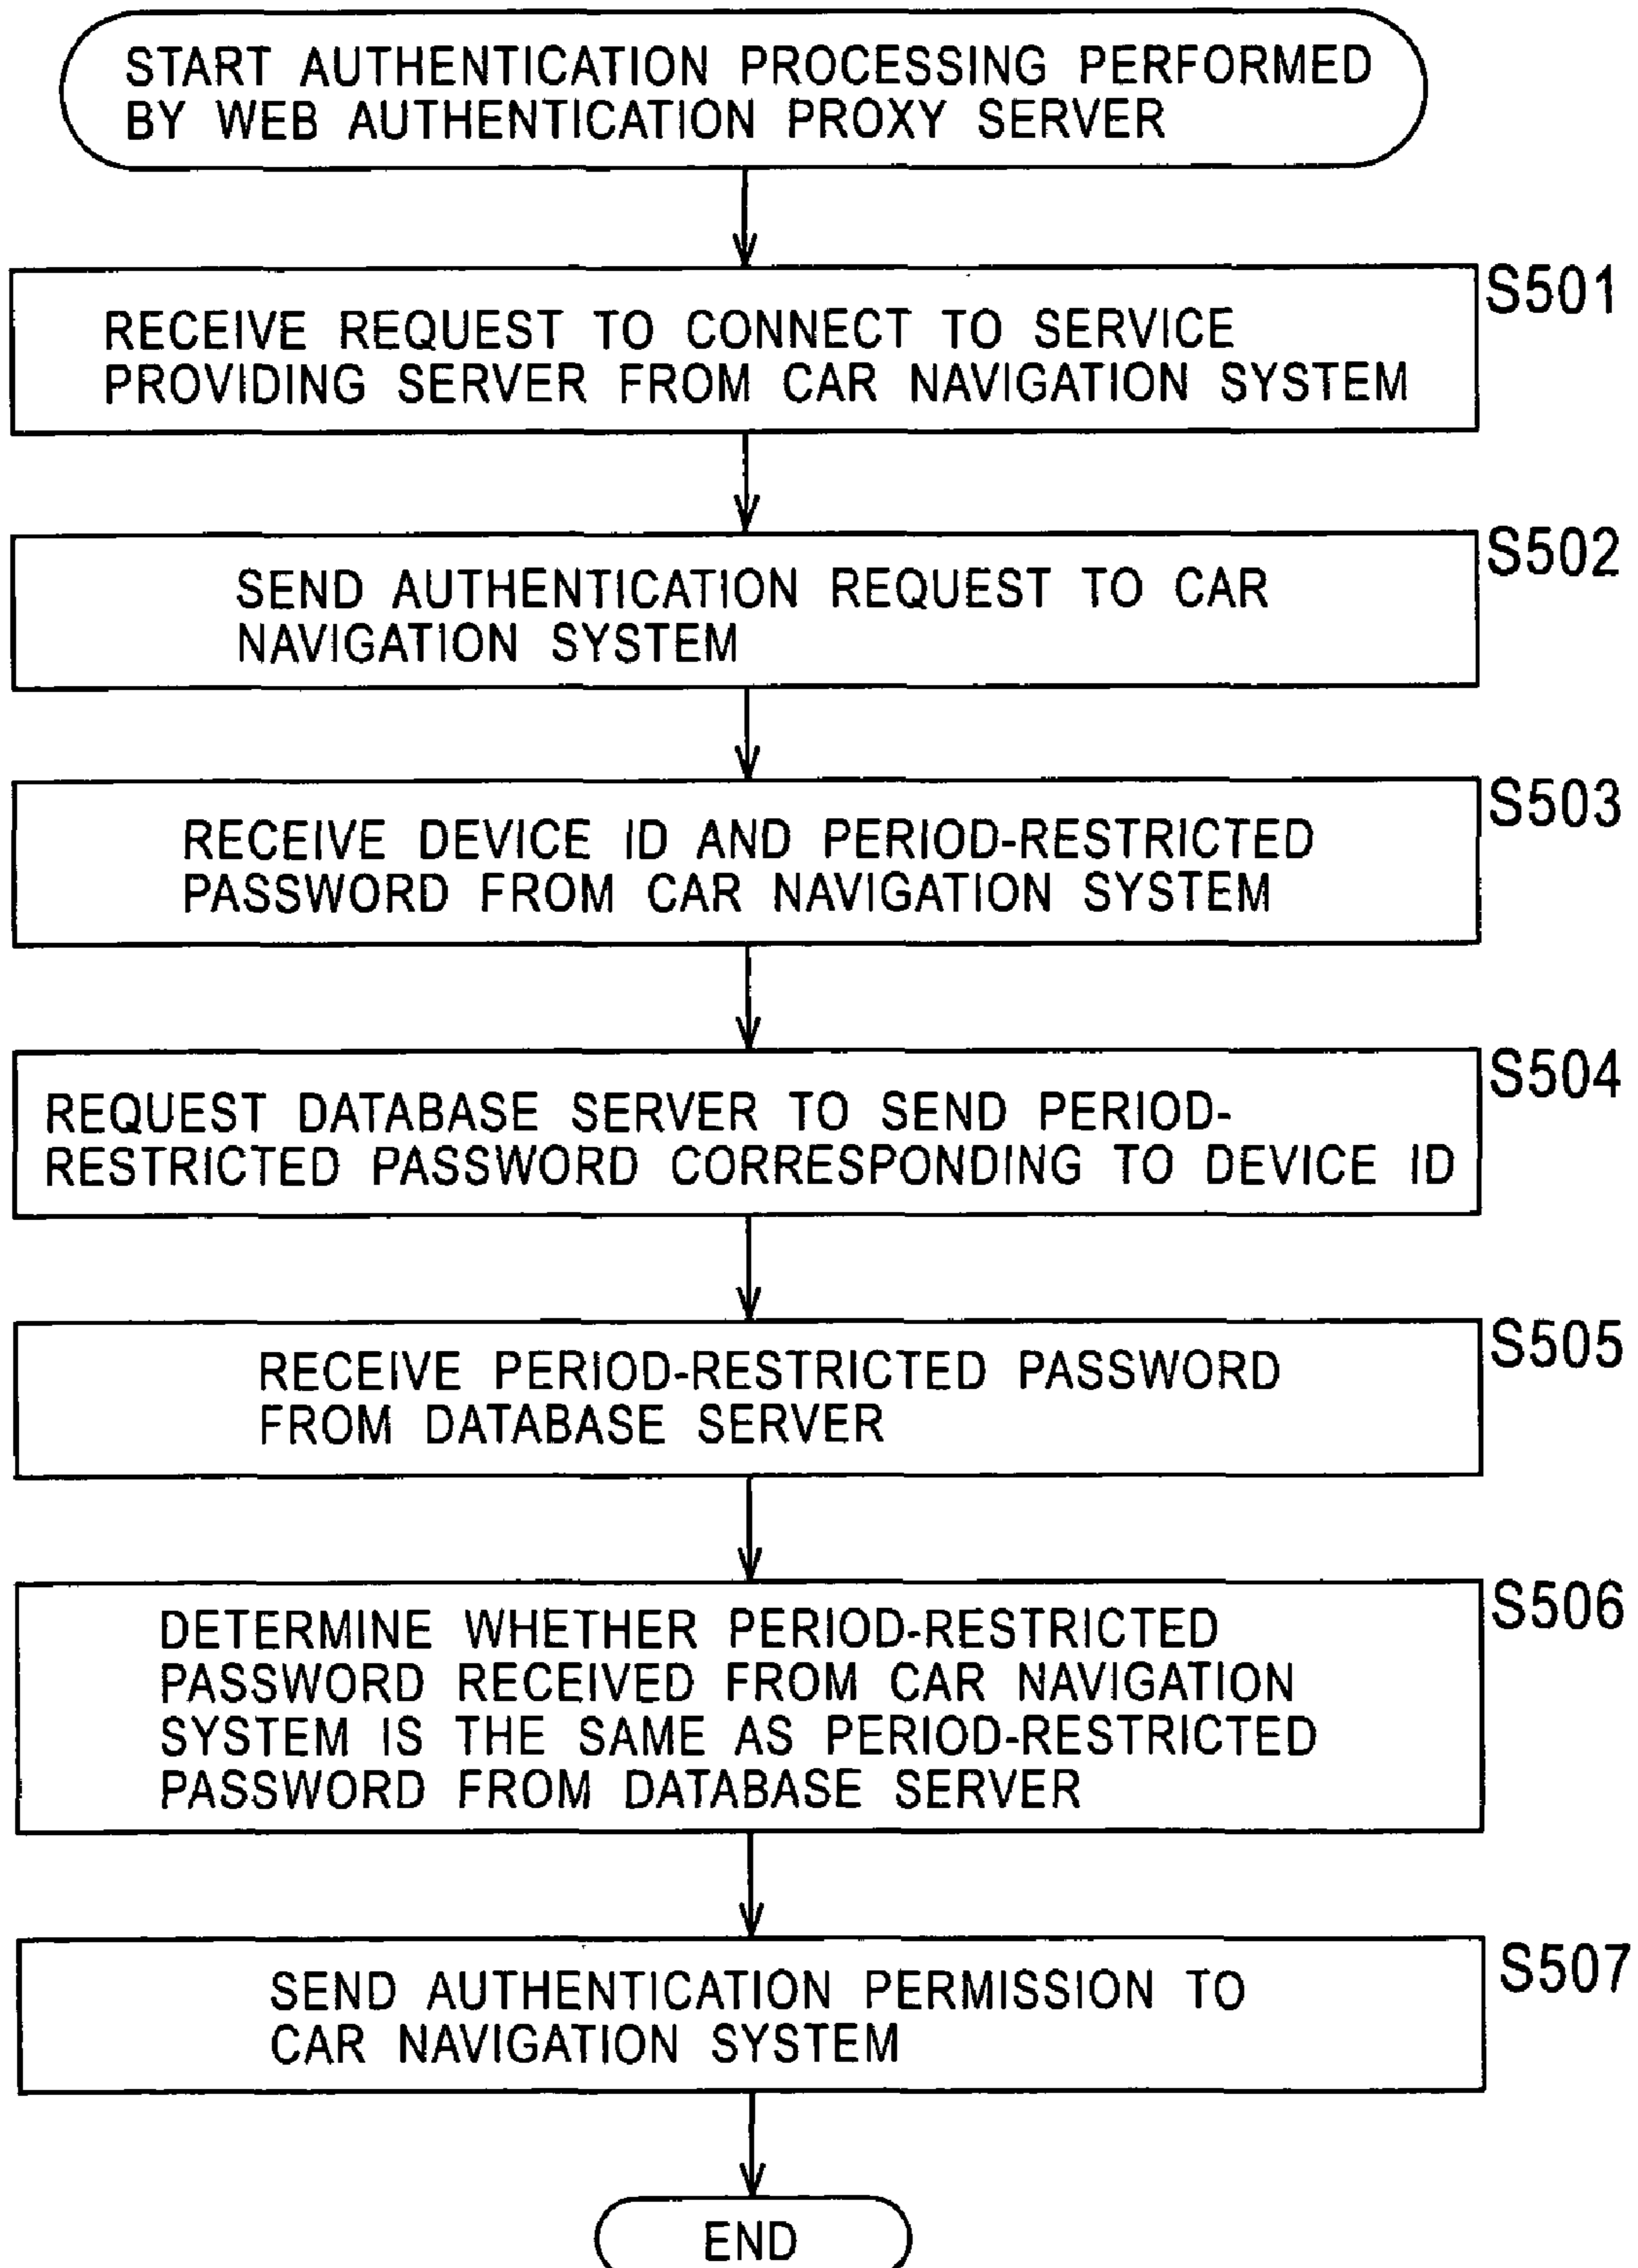 START AUTHENTICATION PROCESSING PERFORMED
BY WEB AUTHENTICATION PROXY SERVER
S501
RECEIVE REQUEST TO CONNECT TO SERVICE
PROVIDING SERVER FROM CAR NAVIGATION SYSTEM
S502
SEND AUTHENTICATION REQUEST TO CAR
NAVIGATION SYSTEM
S503
RECEIVE DEVICE ID AND PERIOD-RESTRICTED
PASSWORD FROM CAR NAVIGATION SYSTEM
S504
REQUEST DATABASE SERVER TO SEND PERIOD-
RESTRICTED PASSWORD CORRESPONDING TO DEVICE ID
S505
RECEIVE PERIOD-RESTRICTED PASSWORD
FROM DATABASE SERVER
S506
DETERMINE WHETHER PERIOD-RESTRICTED
PASSWORD RECEIVED FROM CAR NAVIGATION
SYSTEM IS THE SAME AS PERIOD-RESTRICTED
PASSWORD FROM DATABASE SERVER
S507
SEND AUTHENTICATION PERMISSION TO
CAR NAVIGATION SYSTEM
END